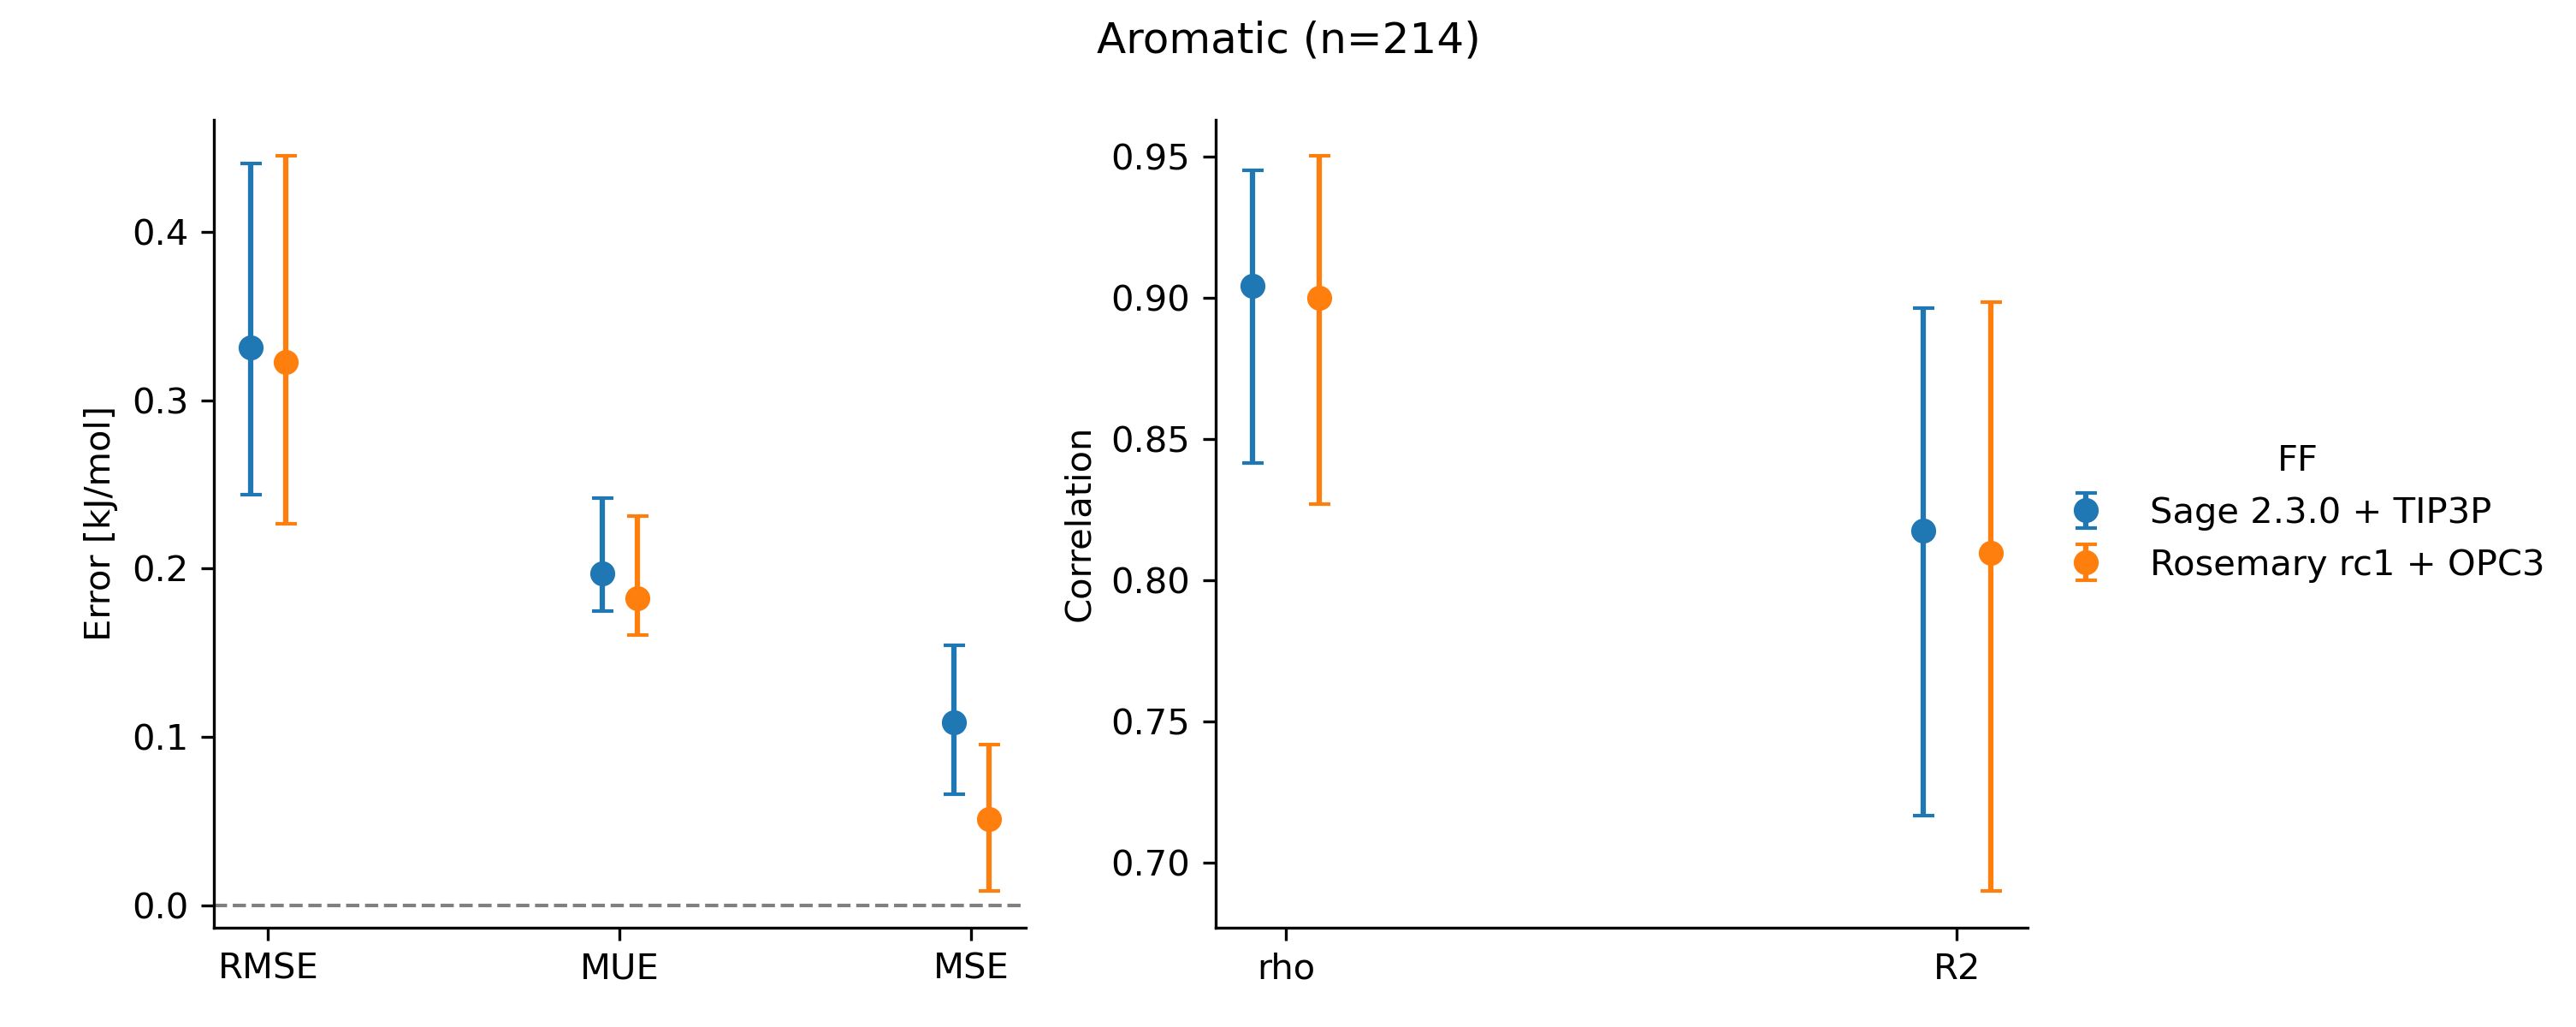 Aromatic (n=214)
Error [kJ/mol]
0.4
0.3
0.2
0.1
0.0
RMSE
MUE
MSE
Correlation
0.95
0.90
0.85
0.80
0.75
0.70
rho
R2
FF
Sage 2.3.0 + TIP3P
Rosemary rc1 + OPC3